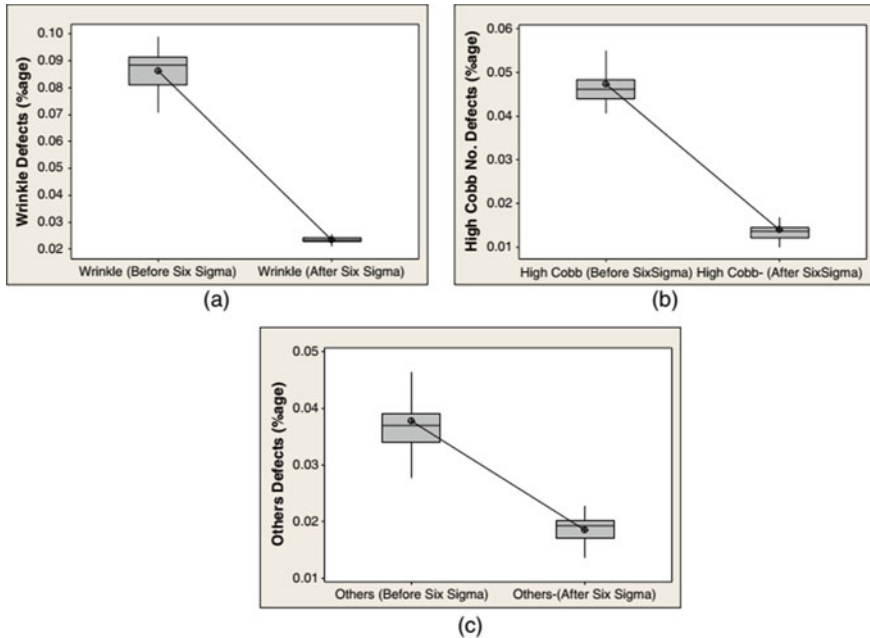 Wrinkle Defects (%age)
0.10
0.09
0.08
0.07
0.06
0.05
0.04
0.03
0.02
Wrinkle (Before Six Sigma) Wrinkle (After Six Sigma)
(a)
High Cobb No. Defects (%age)
0.06
0.05
0.04
0.03
0.02
0.01
High Cobb (Before SixSigma) High Cobb- (After SixSigma)
(b)
Others Defects (%age)
0.05
0.04
0.03
0.02
0.01
Others (Before Six Sigma) Others-(After Six Sigma)
(c)